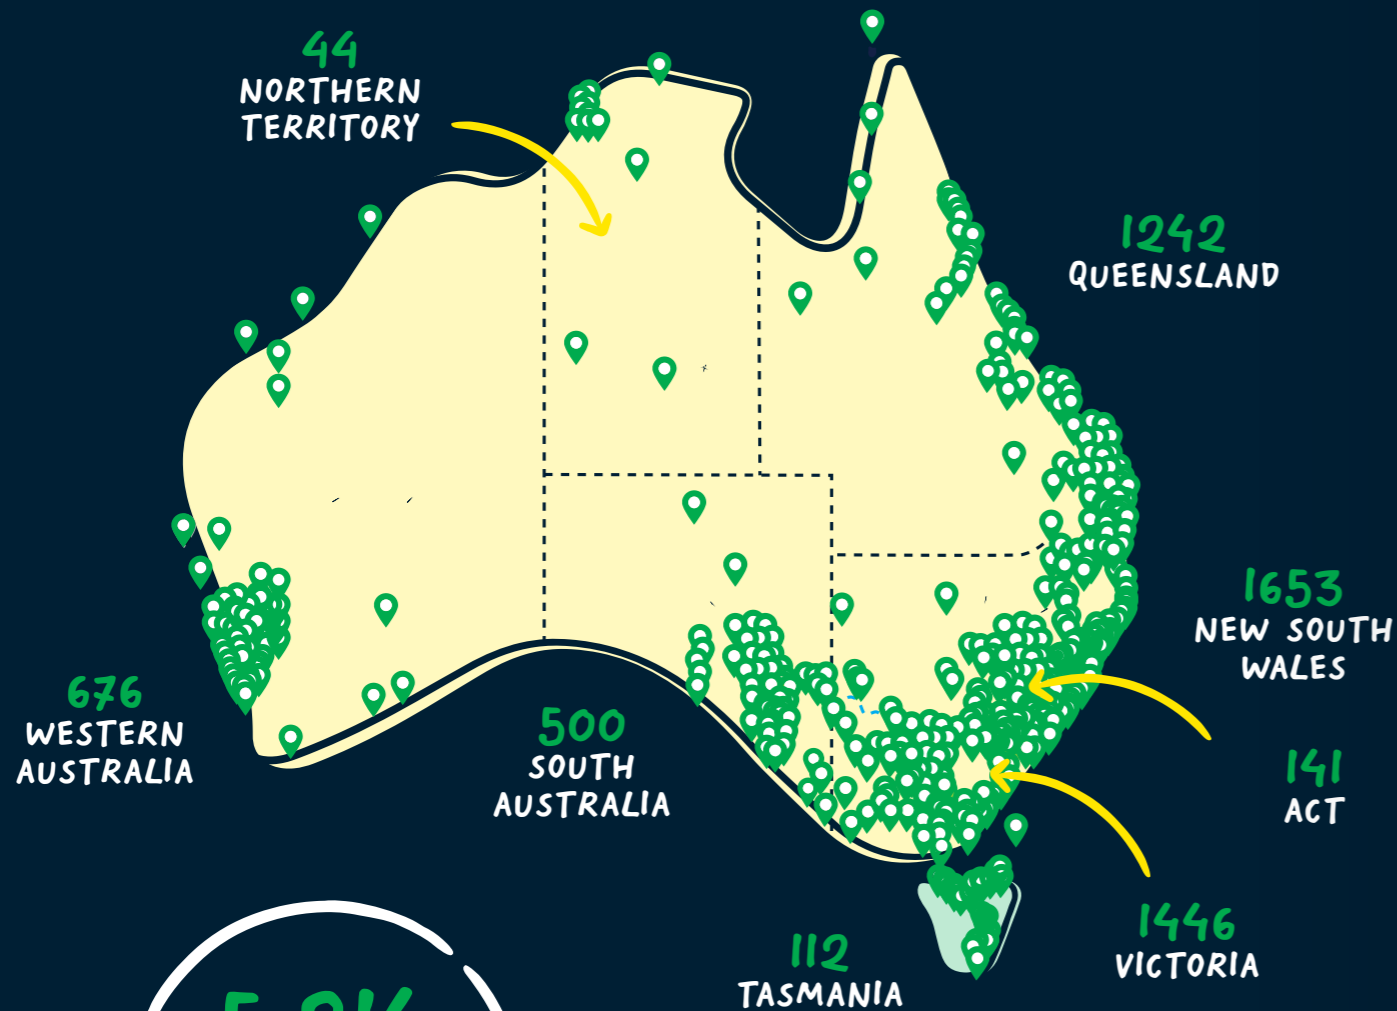 44
NORTHERN
TERRITORY
1242
QUEENSLAND
1653
NEW SOUTH
WALES
676
WESTERN
AUSTRALIA
500
SOUTH
AUSTRALIA
141
ACT
1446
VICTORIA
112
TASMANIA